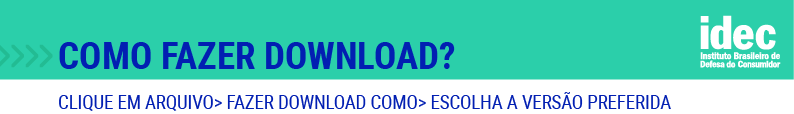 COMO FAZER DOWNLOAD?
idec
Instituto Brasileiro de
Defesa do Consumidor
CLIQUE EM ARQUIVO> FAZER DOWNLOAD COMO> ESCOLHA A VERSÃO PREFERIDA